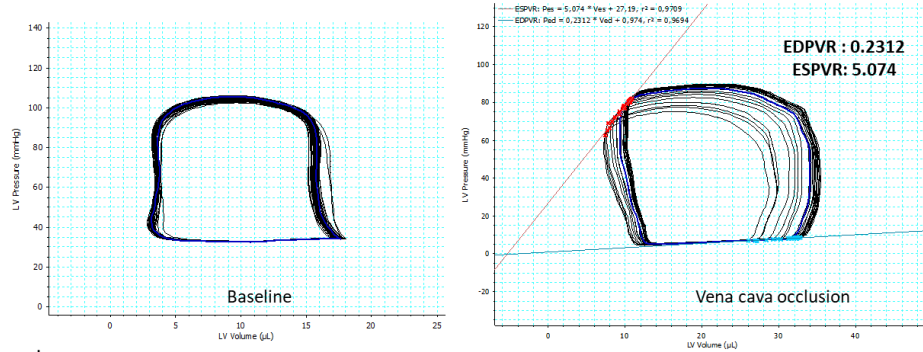 ESPVR: Pes = 5,074 * Ves + 27,19, r² = 0,9709
EDPVR: Ped = 0,2312 * Ved + 0,974, r² = 0,9694
EDPVR : 0.2312
ESPVR: 5.074
140
120
100
80
60
40
20
0
LV Pressure (mmHg)
Baseline
0
5
10
15
20
25
LV Volume (µL)
120
100
80
60
40
20
0
-20
LV Pressure (mmHg)
Vena cava occlusion
0
10
20
30
40
LV Volume (µL)